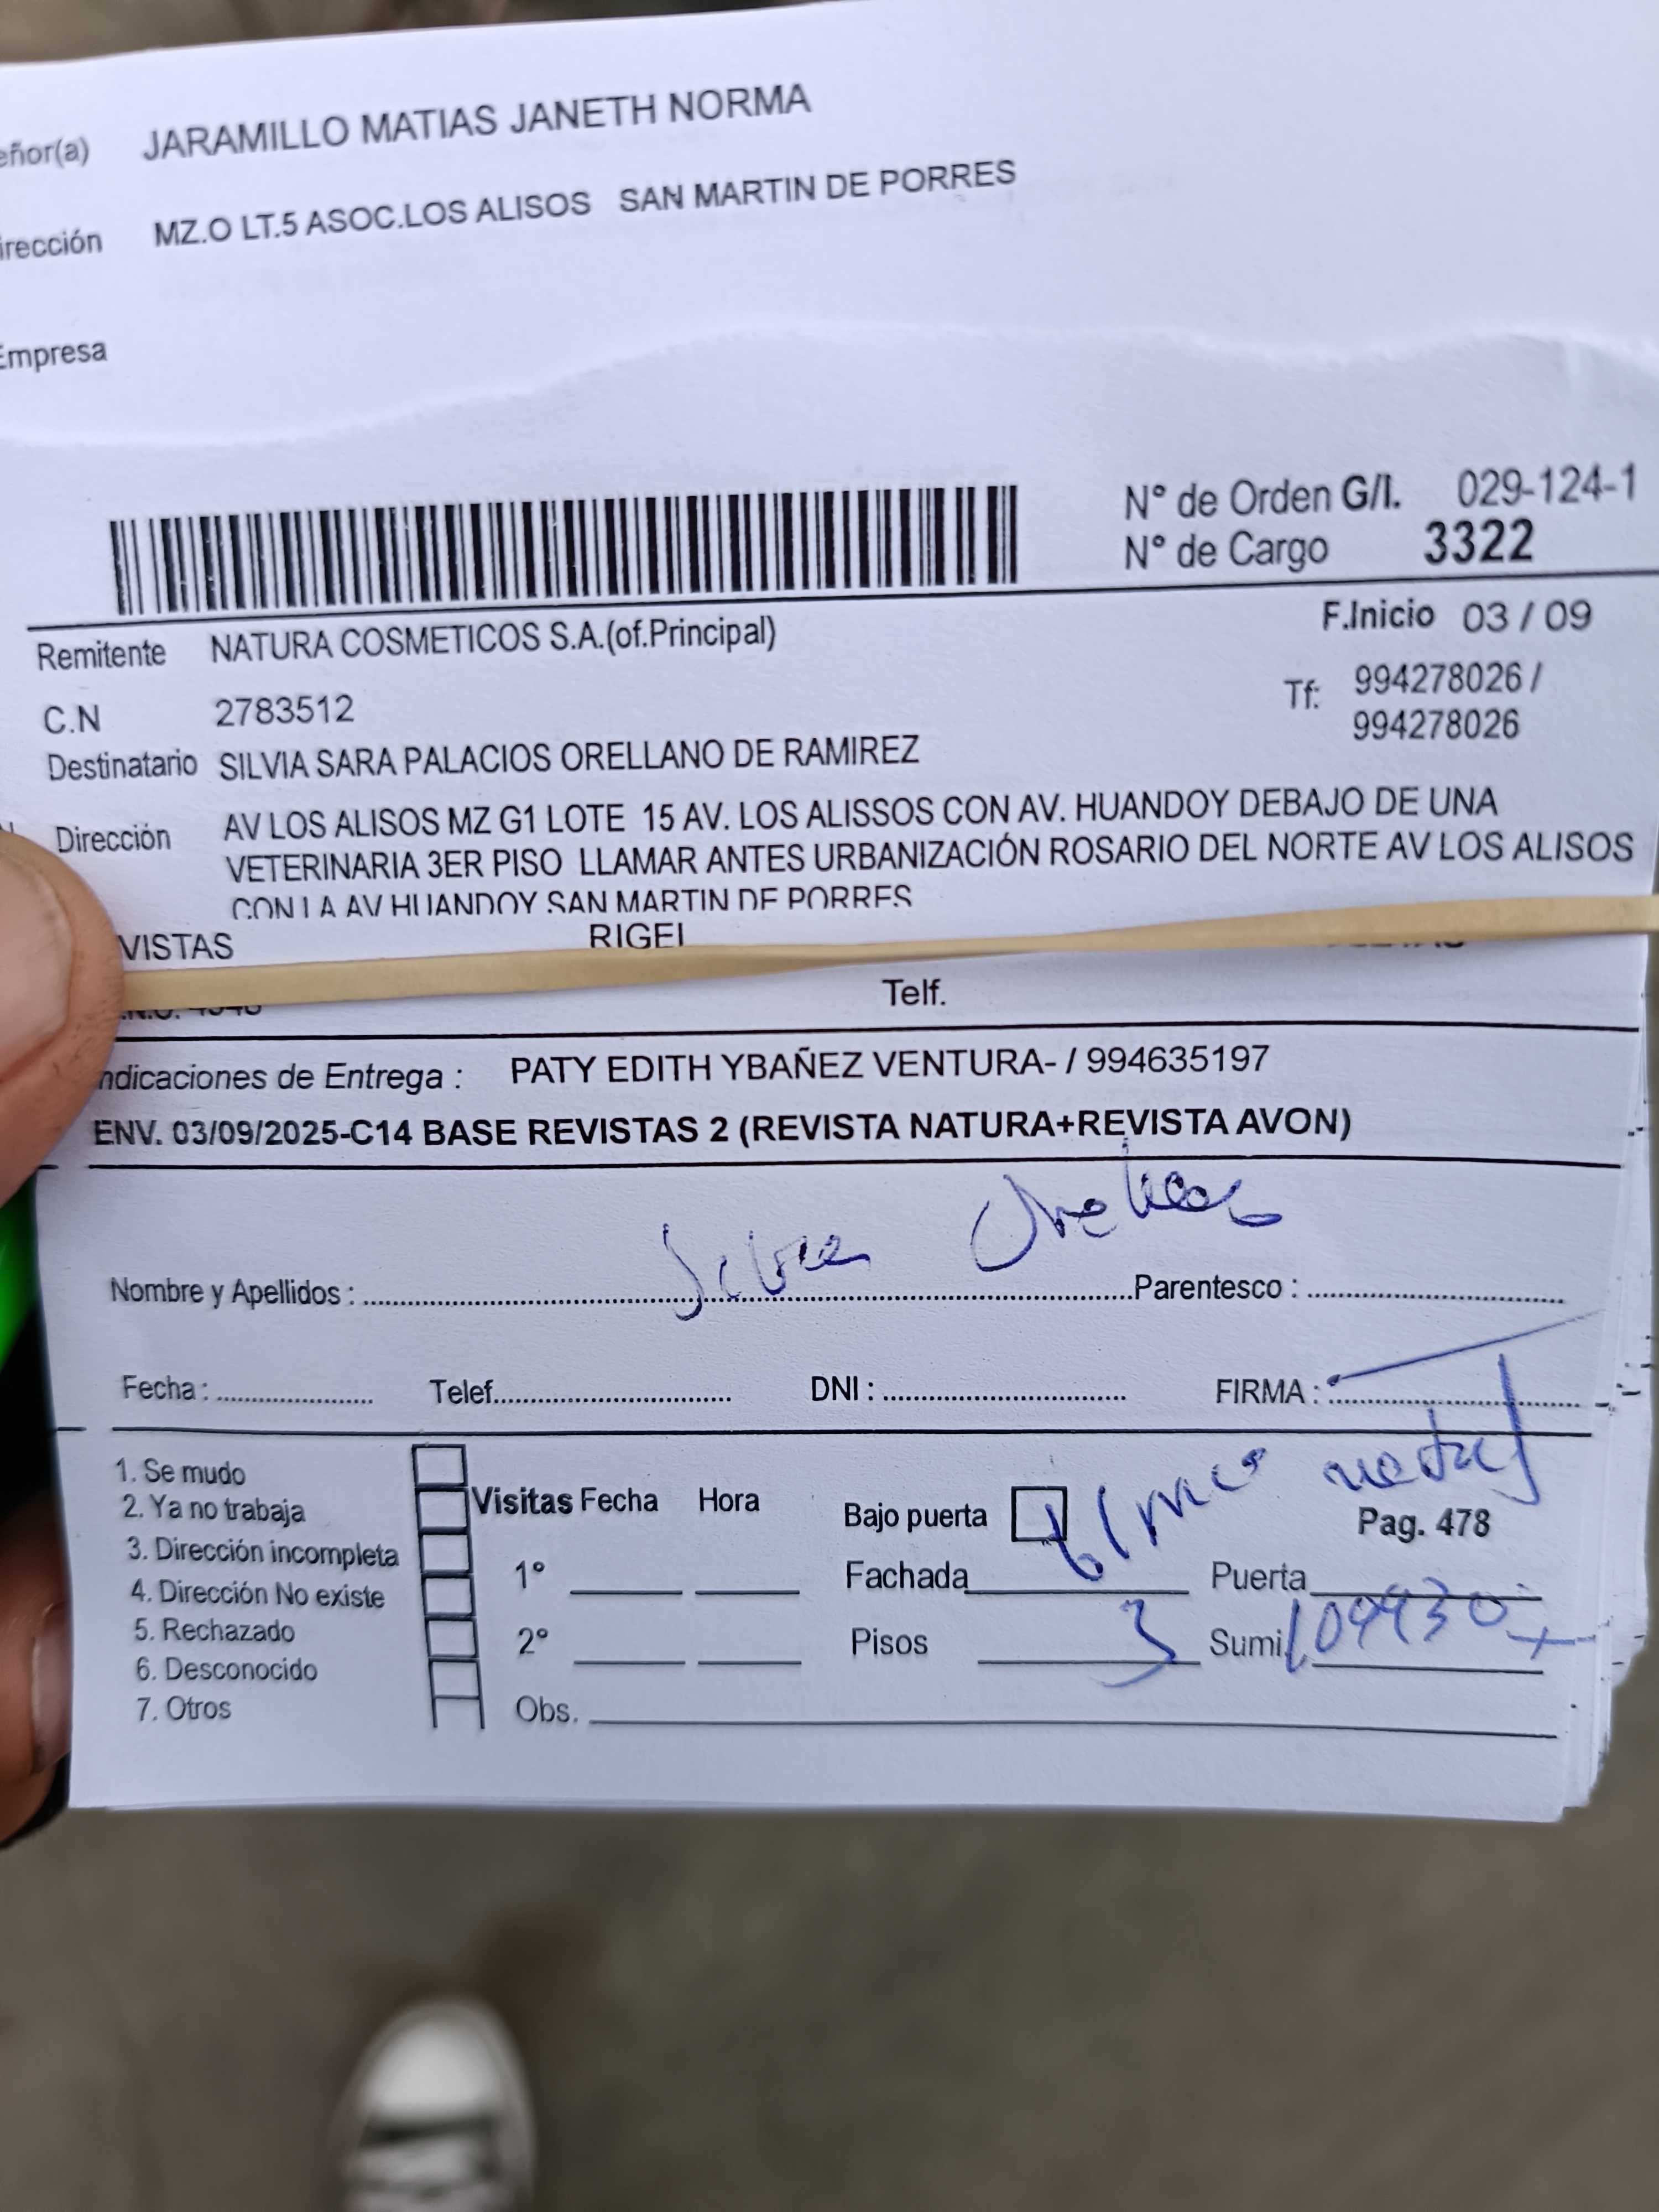 eñor(a) JARAMILLO MATIAS JANETH NORMA
irección MZ.O LT.5 ASOC.LOS ALISOS SAN MARTIN DE PORRES
Empresa
N° de Orden G/I. 029-124-1
N° de Cargo 3322
F.Inicio 03 / 09
Remitente NATURA COSMETICOS S.A.(of.Principal)
C.N 2783512
Tf: 994278026 /
994278026
Destinatario SILVIA SARA PALACIOS ORELLANO DE RAMIREZ
Dirección AV LOS ALISOS MZ G1 LOTE 15 AV. LOS ALISSOS CON AV. HUANDOY DEBAJO DE UNA
VETERINARIA 3ER PISO LLAMAR ANTES URBANIZACIÓN ROSARIO DEL NORTE AV LOS ALISOS
CON LA AV HUANDOY SAN MARTIN DE PORRES
VISTAS RIGEL
Telf.
ndicaciones de Entrega : PATY EDITH YBAÑEZ VENTURA- / 994635197
ENV. 03/09/2025-C14 BASE REVISTAS 2 (REVISTA NATURA+REVISTA AVON)
Nombre y Apellidos : Parentesco :
Fecha : Telef. DNI : FIRMA :
1. Se mudo
2. Ya no trabaja
3. Dirección incompleta
4. Dirección No existe
5. Rechazado
6. Desconocido
7. Otros
Visitas Fecha Hora
1°
2°
Obs.
Bajo puerta
Pag. 478
Fachada Puerta
Pisos 3 Sumi